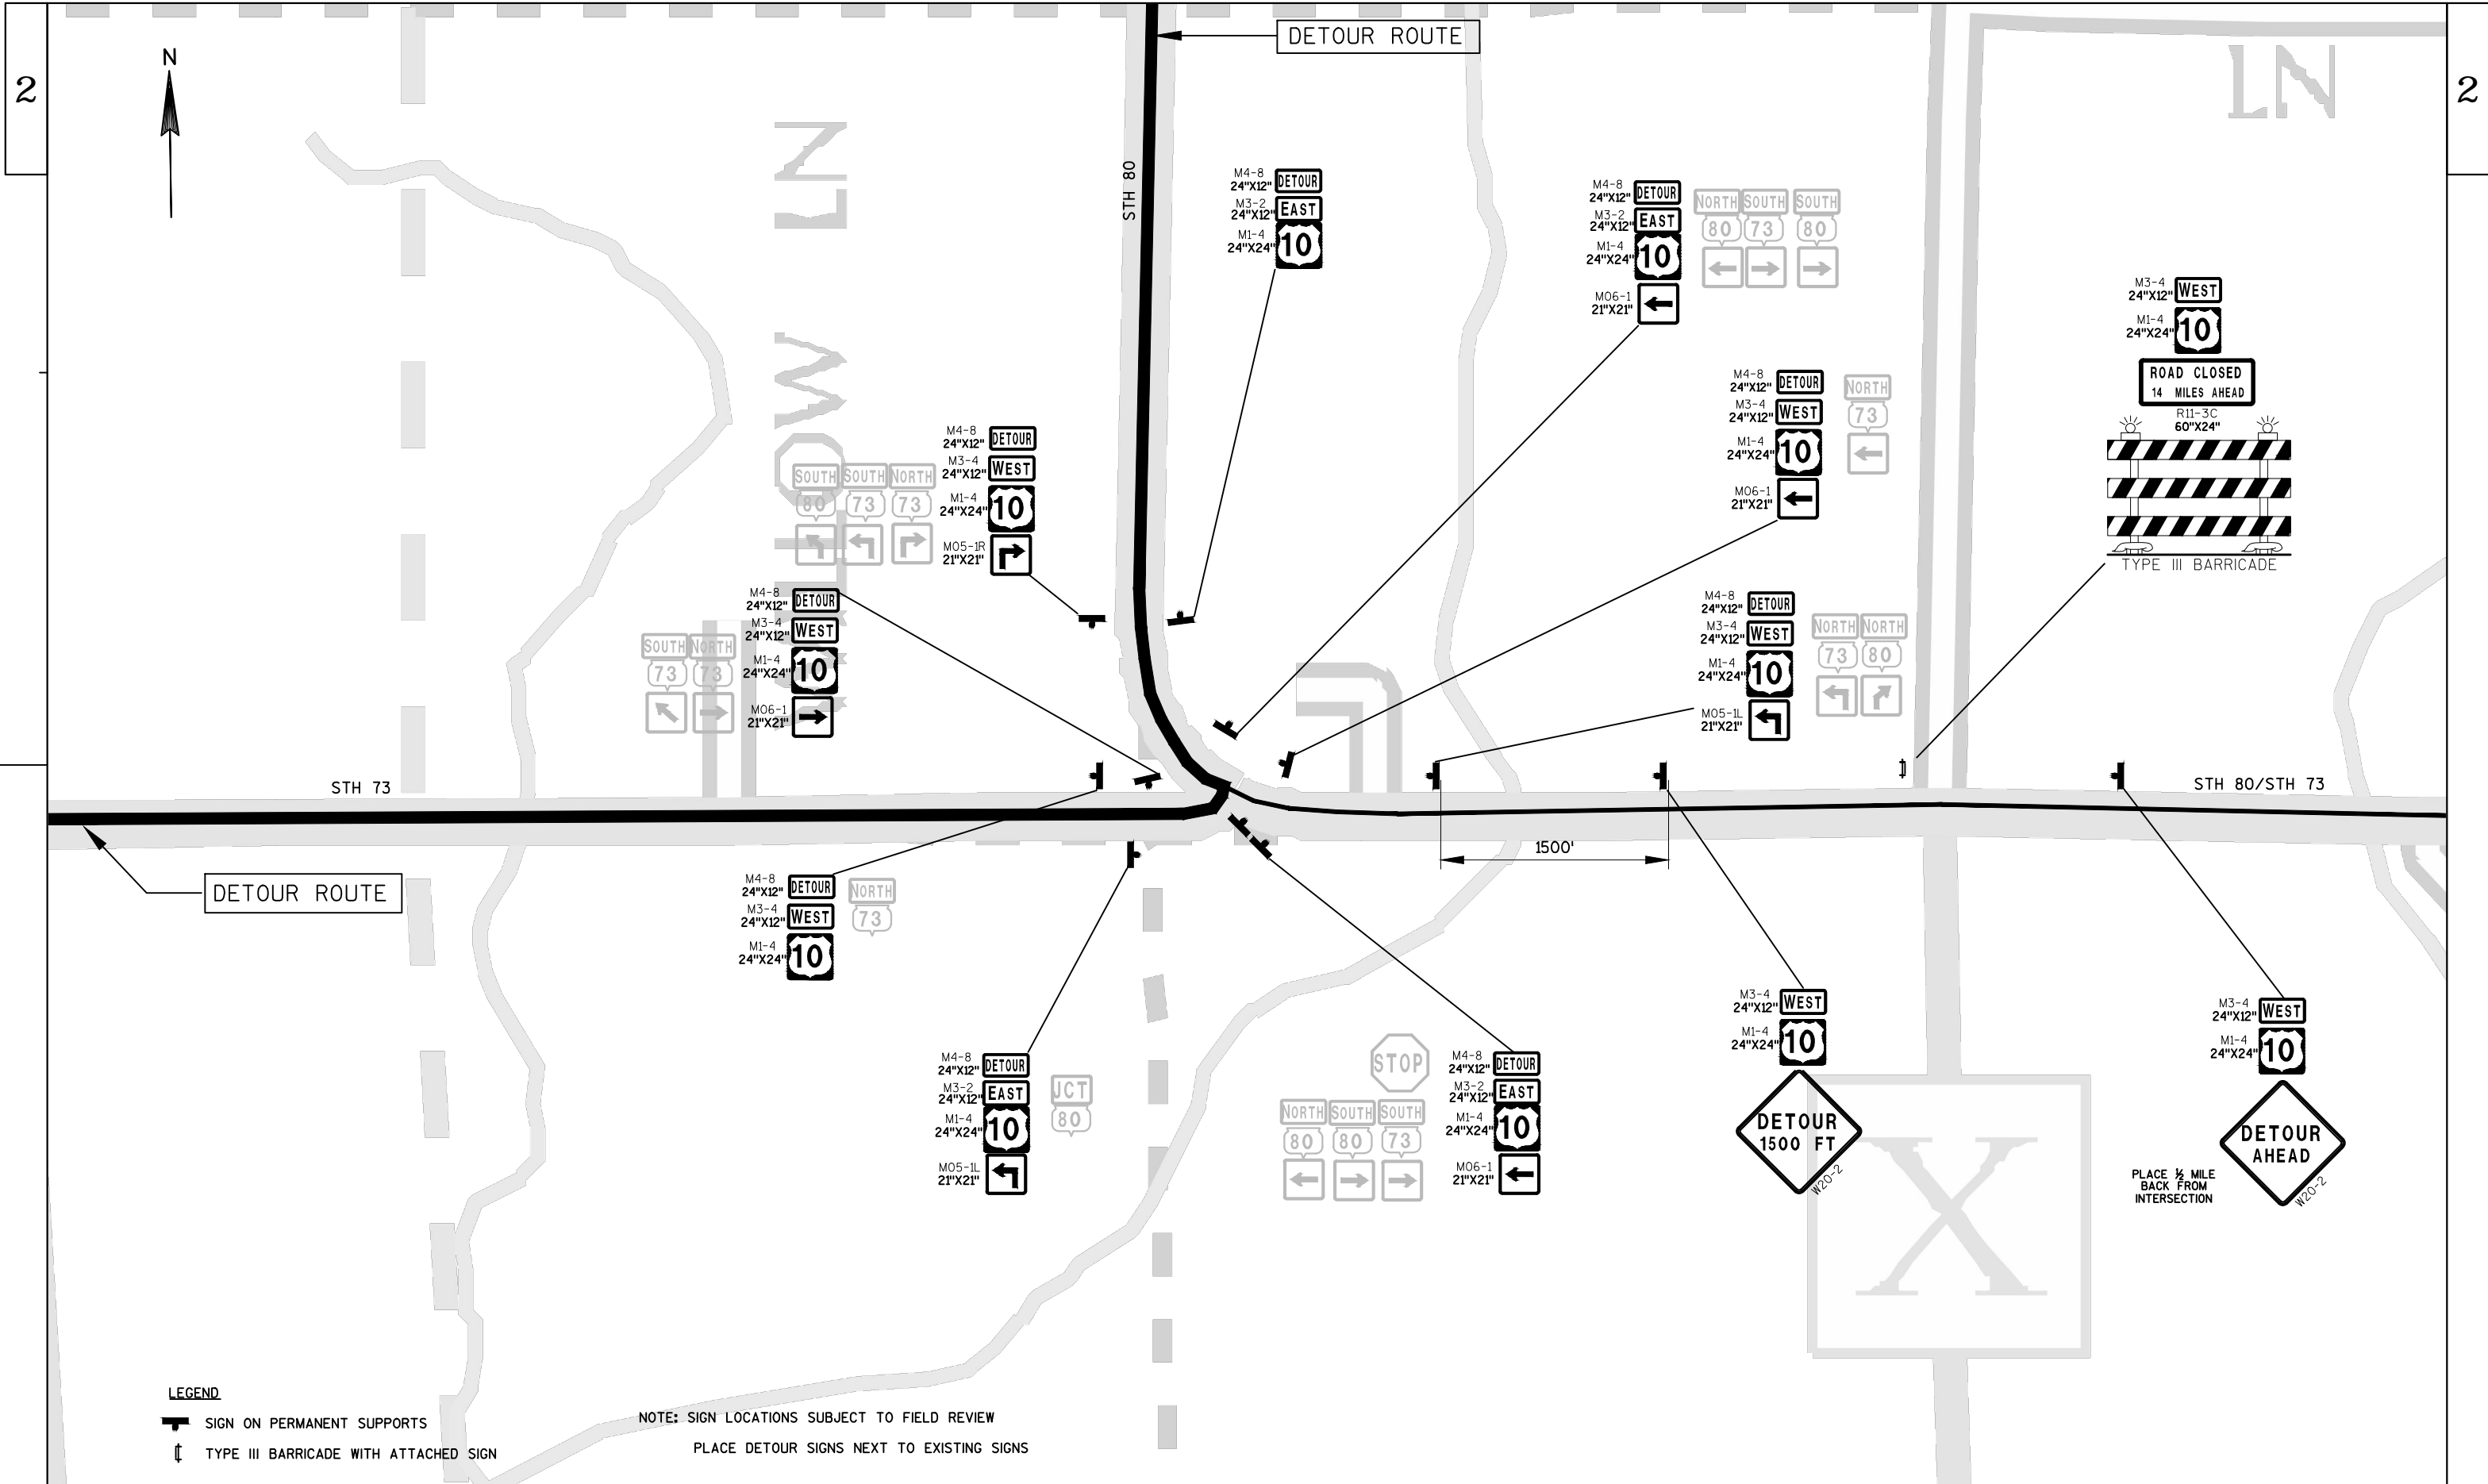 2
2
N
DETOUR ROUTE
LN
STH 80
M4-8
24"X12"
DETOUR
M3-2
24"X12"
EAST
M1-4
24"X24"
10
M4-8
24"X12"
DETOUR
M3-2
24"X12"
EAST
M1-4
24"X24"
10
M06-1
21"X21"
NORTH SOUTH SOUTH
80 73 80
M3-4
24"X12"
WEST
M1-4
24"X24"
10
ROAD CLOSED
14 MILES AHEAD
R11-3C
60"X24"
TYPE III BARRICADE
M4-8
24"X12"
DETOUR
M3-4
24"X12"
WEST
M1-4
24"X24"
10
M06-1
21"X21"
NORTH
73
M4-8
24"X12"
DETOUR
M3-4
24"X12"
WEST
M1-4
24"X24"
10
M05-1R
21"X21"
SOUTH SOUTH NORTH
80 73 73
M4-8
24"X12"
DETOUR
M3-4
24"X12"
WEST
M1-4
24"X24"
10
M06-1
21"X21"
SOUTH NORTH
73 73
M4-8
24"X12"
DETOUR
M3-4
24"X12"
WEST
M1-4
24"X24"
10
M05-1L
21"X21"
NORTH NORTH
73 80
STH 73
STH 80/STH 73
1500'
DETOUR ROUTE
M4-8
24"X12"
DETOUR
M3-4
24"X12"
WEST
M1-4
24"X24"
10
NORTH
73
M4-8
24"X12"
DETOUR
M3-2
24"X12"
EAST
M1-4
24"X24"
10
M05-1L
21"X21"
JCT
80
STOP
NORTH SOUTH SOUTH
80 80 73
M4-8
24"X12"
DETOUR
M3-2
24"X12"
EAST
M1-4
24"X24"
10
M06-1
21"X21"
M3-4
24"X12"
WEST
M1-4
24"X24"
10
DETOUR
1500 FT
W20-2
X
M3-4
24"X12"
WEST
M1-4
24"X24"
10
DETOUR
AHEAD
W20-2
PLACE ½ MILE
BACK FROM
INTERSECTION
LEGEND
SIGN ON PERMANENT SUPPORTS
TYPE III BARRICADE WITH ATTACHED SIGN
NOTE: SIGN LOCATIONS SUBJECT TO FIELD REVIEW
PLACE DETOUR SIGNS NEXT TO EXISTING SIGNS